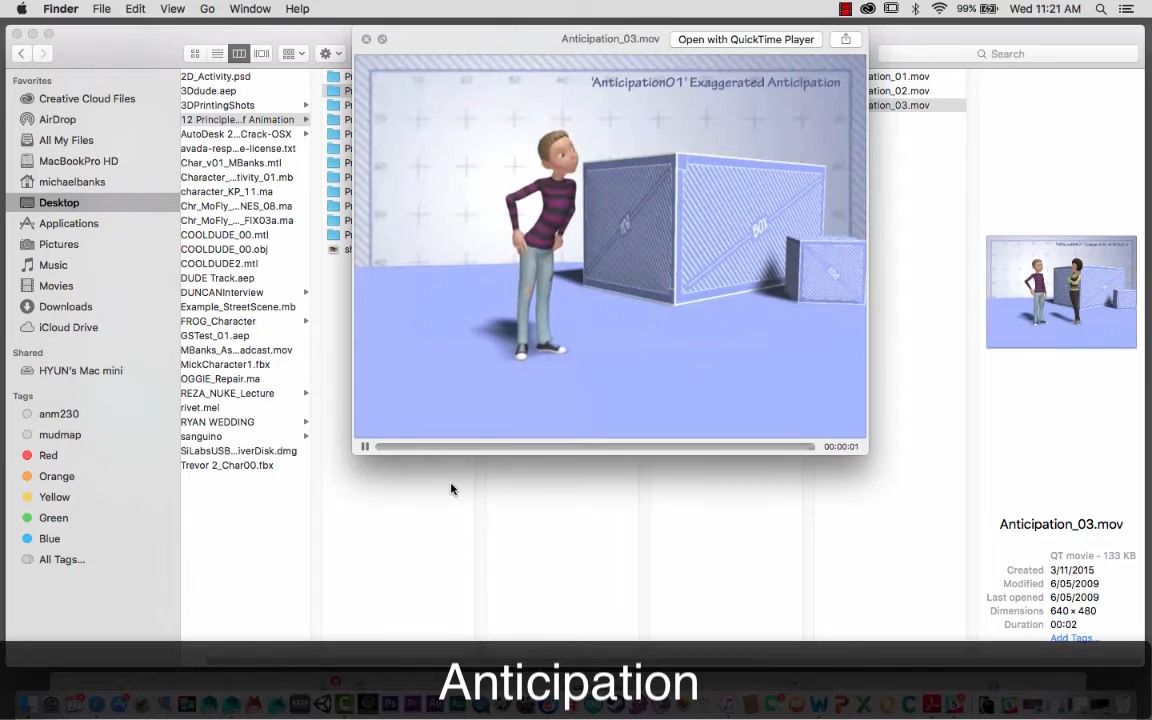 Finder File Edit View Go Window Help 99% Wed 11:21 AM
Anticipation_03.mov Open with QuickTime Player
Search
'Anticipation01' Exaggerated Anticipation
BOX
00:00:01
Favorites
Creative Cloud Files
AirDrop
All My Files
MacBookPro HD
michaelbanks
Desktop
Applications
Pictures
Music
Movies
Downloads
iCloud Drive
Shared
HYUN's Mac mini
Tags
anm230
mudmap
Red
Orange
Yellow
Green
Blue
All Tags...
2D_Activity.psd
3Ddude.aep
3DPrintingShots
12 Principle...f Animation
AutoDesk 2...Crack-OSX
avada-resp...e-license.txt
Char_v01_MBanks.mtl
Character_...tivity_01.mb
character_KP_11.ma
Chr_MoFly_...NES_08.ma
Chr_MoFly_..._FIX03a.ma
COOLDUDE_00.mtl
COOLDUDE_00.obj
COOLDUDE2.mtl
DUDE Track.aep
DUNCANInterview
Example_StreetScene.mb
FROG_Character
GSTest_01.aep
MBanks_As...adcast.mov
MickCharacter1.fbx
OGGIE_Repair.ma
REZA_NUKE_Lecture
rivet.mel
RYAN WEDDING
sanguino
SiLabsUSB...iverDisk.dmg
Trevor 2_Char00.fbx
ation_01.mov
ation_02.mov
ation_03.mov
Anticipation_03.mov
QT movie - 133 KB
Created 3/11/2015
Modified 6/05/2009
Last opened 6/05/2009
Dimensions 640 × 480
Duration 00:02
Add Tags...
Anticipation